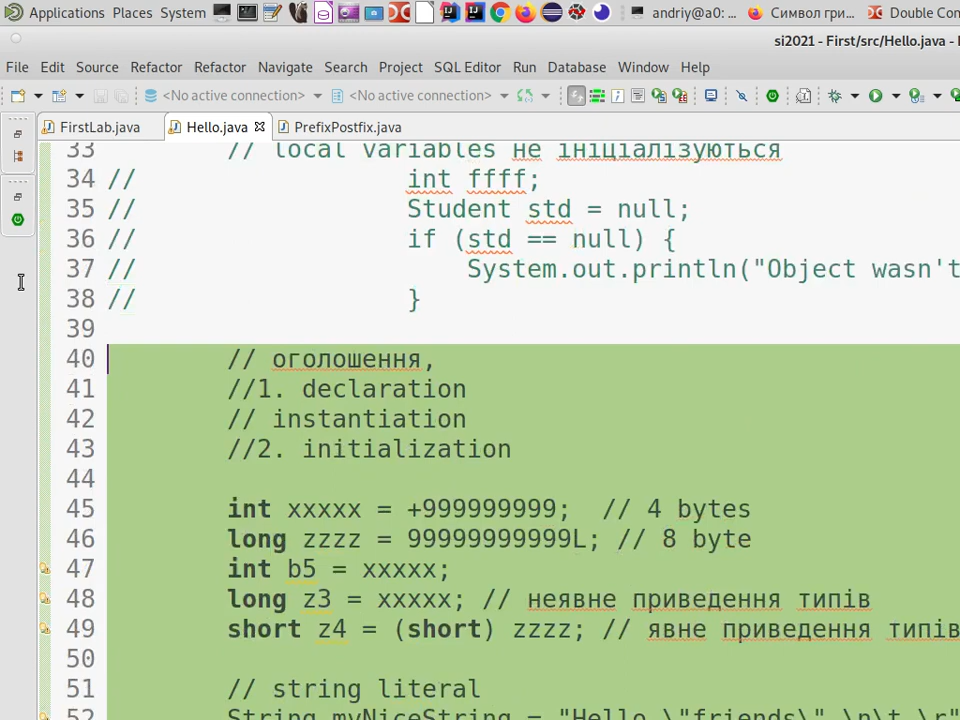 Applications Places System andriy@a0: ... Символ гри... Double Con
si2021 - First/src/Hello.java -
File Edit Source Refactor Refactor Navigate Search Project SQL Editor Run Database Window Help
<No active connection> <No active connection>
FirstLab.java Hello.java PrefixPostfix.java
33 // local variables не ініціалізуються
34 // int ffff;
35 // Student std = null;
36 // if (std == null) {
37 // System.out.println("Object wasn't
38 // }
39
40 // оголошення,
41 //1. declaration
42 // instantiation
43 //2. initialization
44
45 int xxxxx = +999999999; // 4 bytes
46 long zzzz = 99999999999L; // 8 byte
47 int b5 = xxxxx;
48 long z3 = xxxxx; // неявне приведення типів
49 short z4 = (short) zzzz; // явне приведення типів
50
51 // string literal
52 String myNiceString = "Hello \"friends\" \n\t \r"